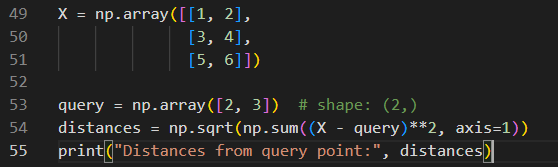 49 X = np.array([[1, 2],
50 [3, 4],
51 [5, 6]])
52
53 query = np.array([2, 3])  # shape: (2,)
54 distances = np.sqrt(np.sum((X - query)**2, axis=1))
55 print("Distances from query point:", distances)